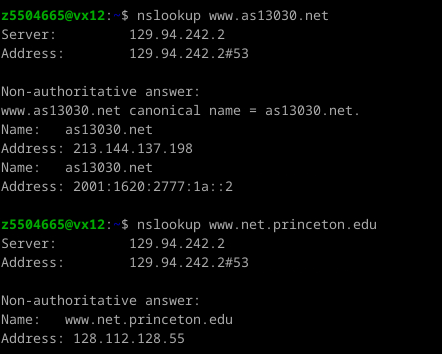 z5504665@vx12:~$ nslookup www.as13030.net
Server: 129.94.242.2
Address: 129.94.242.2#53
Non-authoritative answer:
www.as13030.net canonical name = as13030.net.
Name: as13030.net
Address: 213.144.137.198
Name: as13030.net
Address: 2001:1620:2777:1a::2
z5504665@vx12:~$ nslookup www.net.princeton.edu
Server: 129.94.242.2
Address: 129.94.242.2#53
Non-authoritative answer:
Name: www.net.princeton.edu
Address: 128.112.128.55